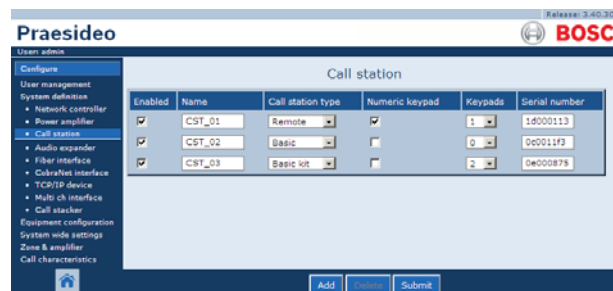 Release: 3.40.30
Praesideo
BOSC
User: admin
Configure
User management
System definition
Network controller
Power amplifier
Call station
Audio expander
Fiber interface
CobraNet interface
TCP/IP device
Multi ch interface
Call stacker
Equipment configuration
System wide settings
Zone & amplifier
Call characteristics
Call station
Enabled Name Call station type Numeric keypad Keypads Serial number
CST_01 Remote 1 1d000113
CST_02 Basic 0 0c0011f3
CST_03 Basic kit 2 0e000875
Add Delete Submit